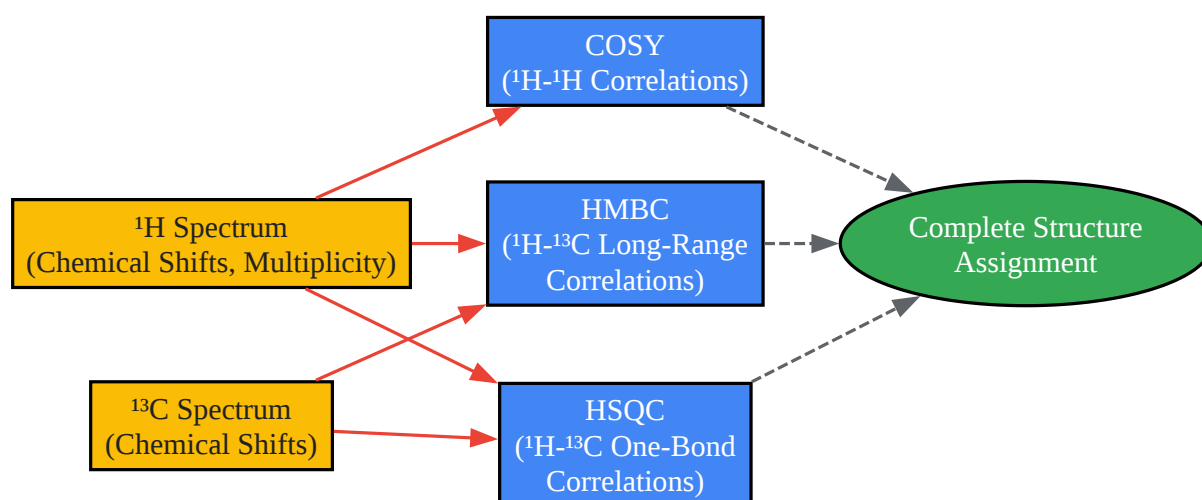 COSY
(¹H-¹H Correlations)
¹H Spectrum
(Chemical Shifts, Multiplicity)
HMBC
(¹H-¹³C Long-Range
Correlations)
Complete Structure
Assignment
¹³C Spectrum
(Chemical Shifts)
HSQC
(¹H-¹³C One-Bond
Correlations)